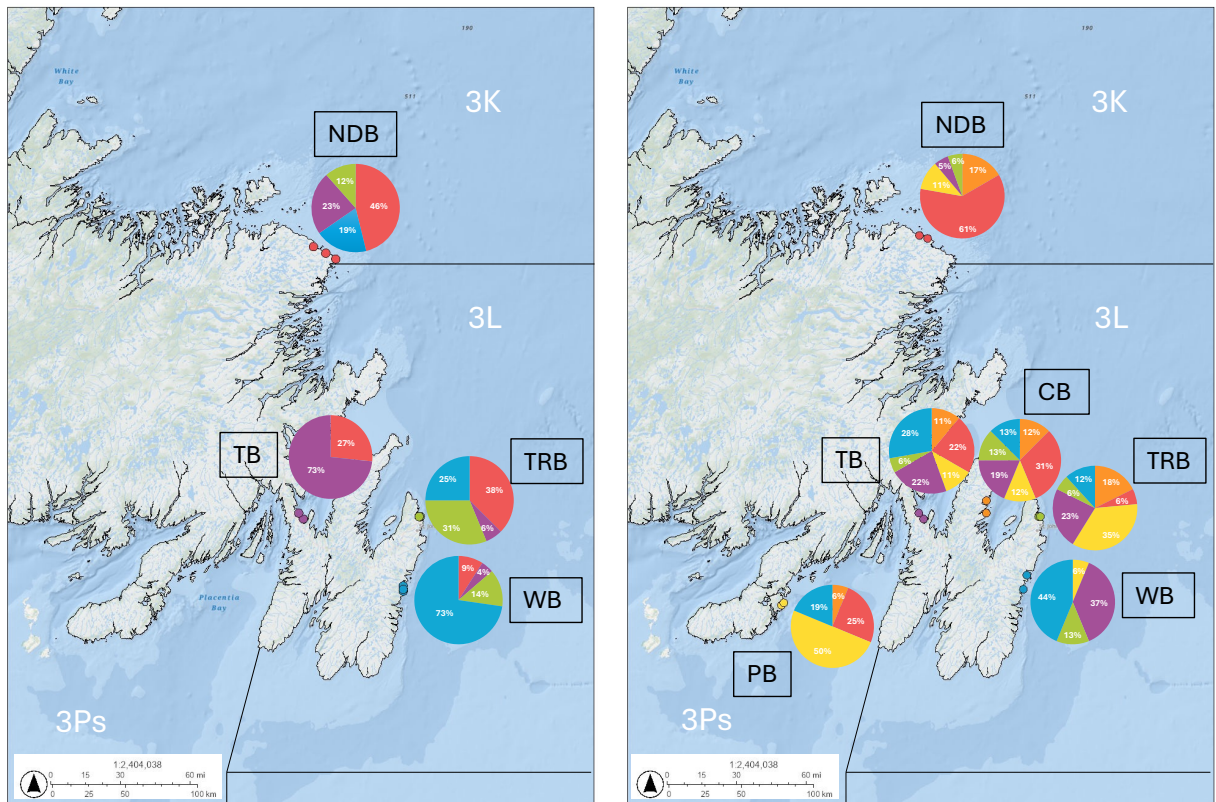 190
White
Bay
511
3K
NDB
12%
46%
23%
19%
3L
TB
27%
73%
TRB
25%
38%
31%
6%
WB
9%
4%
14%
73%
Placentia
Bay
3Ps
1:2,404,038
0 15 30 60 mi
0 25 50 100 km
190
White
Bay
511
3K
NDB
5%
6%
17%
11%
61%
3L
CB
TB
28%
11%
22%
6%
22%
11%
13%
12%
13%
31%
19%
12%
TRB
12%
18%
6%
6%
23%
35%
WB
6%
44%
37%
13%
19%
6%
25%
50%
PB
3Ps
1:2,404,038
0 15 30 60 mi
0 25 50 100 km